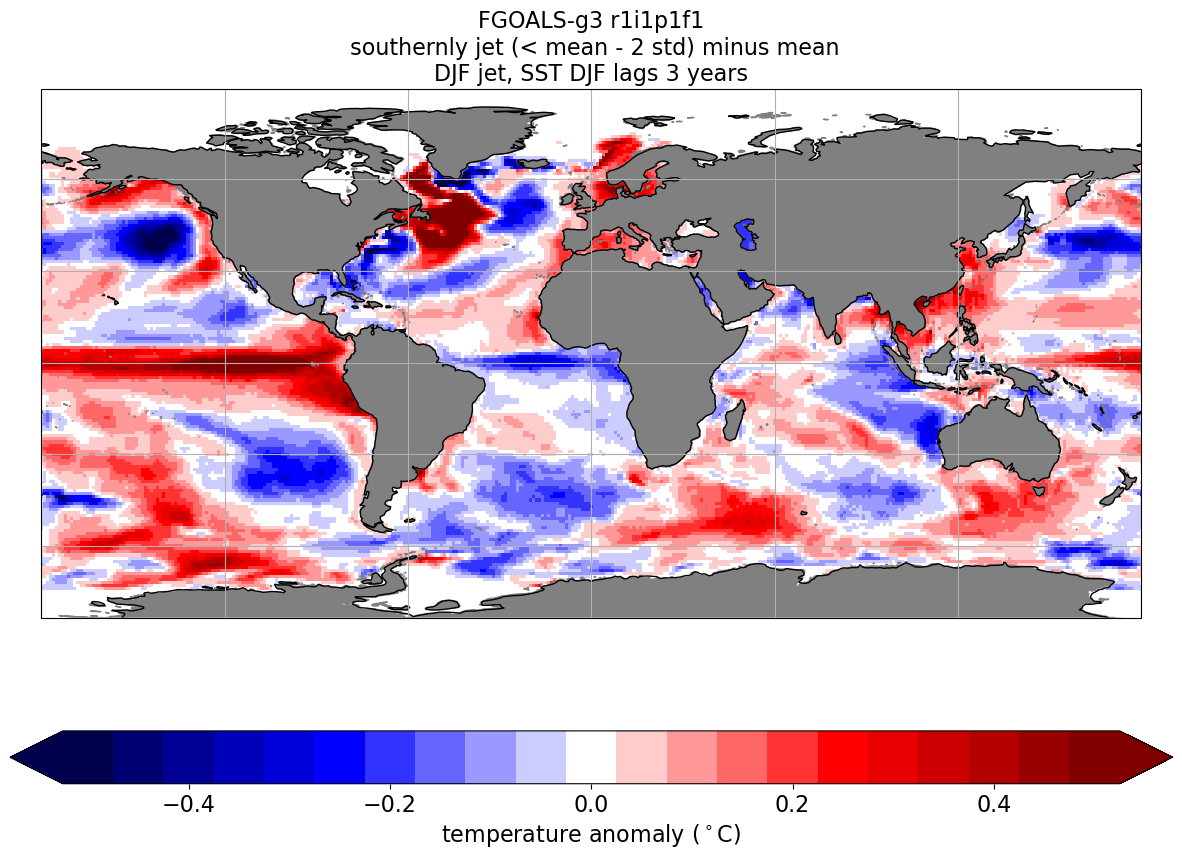 FGOALS-g3 r1i1p1f1
southernly jet (< mean - 2 std) minus mean
DJF jet, SST DJF lags 3 years
−0.4 −0.2 0.0 0.2 0.4
temperature anomaly (°C)